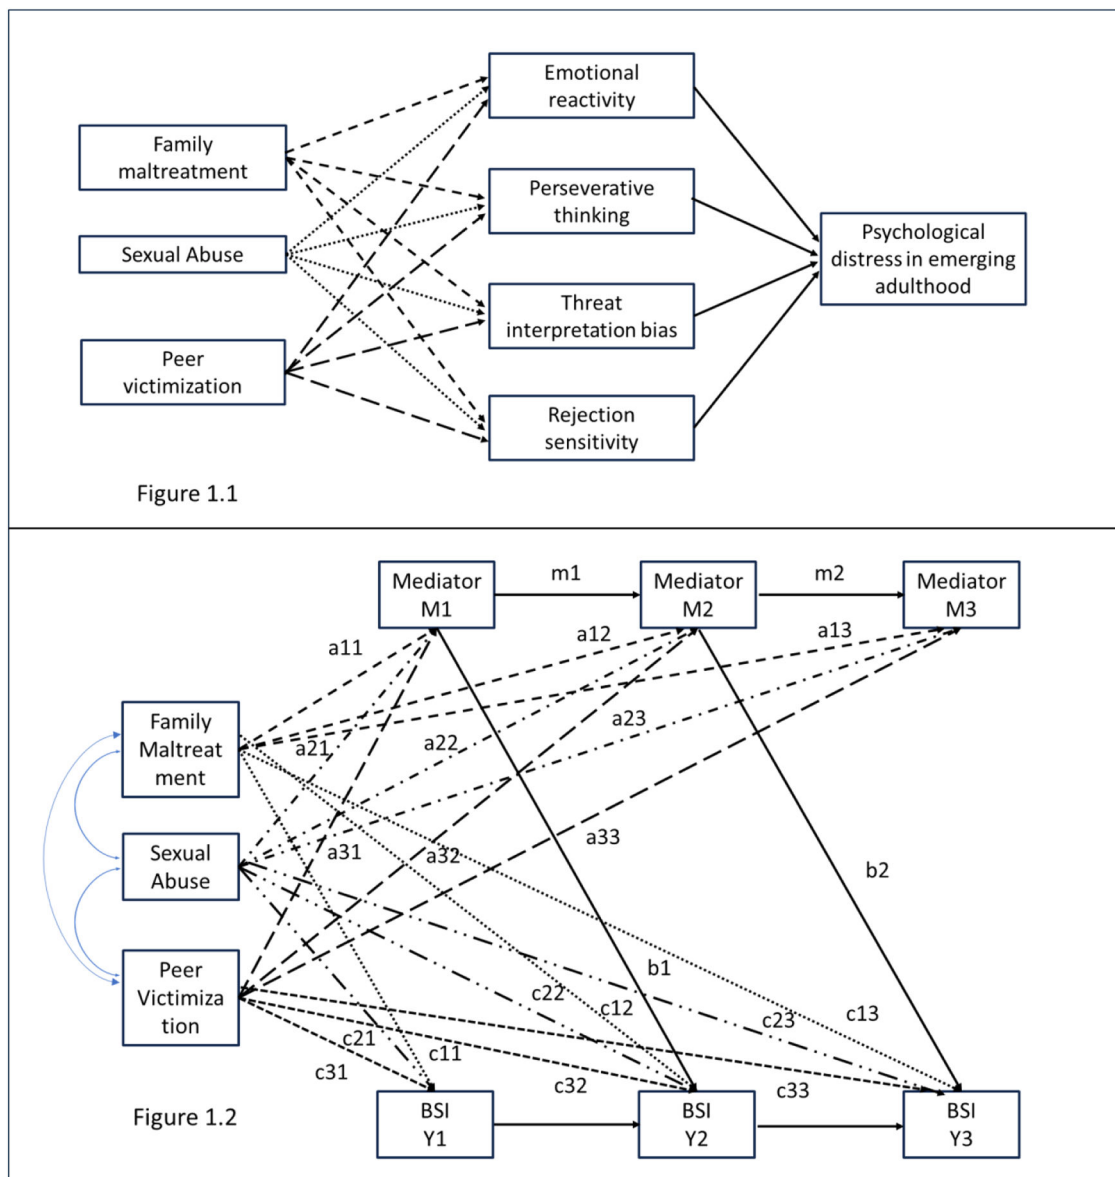 Emotional
reactivity
Family
maltreatment
Perseverative
thinking
Psychological
distress in emerging
adulthood
Sexual Abuse
Threat
interpretation bias
Peer
victimization
Rejection
sensitivity
Figure 1.1
Mediator
M1
m1
Mediator
M2
m2
Mediator
M3
a11
a12
a13
Family
Maltreat
ment
a21
a22
a23
Sexual
Abuse
a31
a32
a33
b2
Peer
Victimiza
tion
b1
c22
c12
c23
c13
c21
c11
c31
c32
c33
Figure 1.2
BSI
Y1
BSI
Y2
BSI
Y3